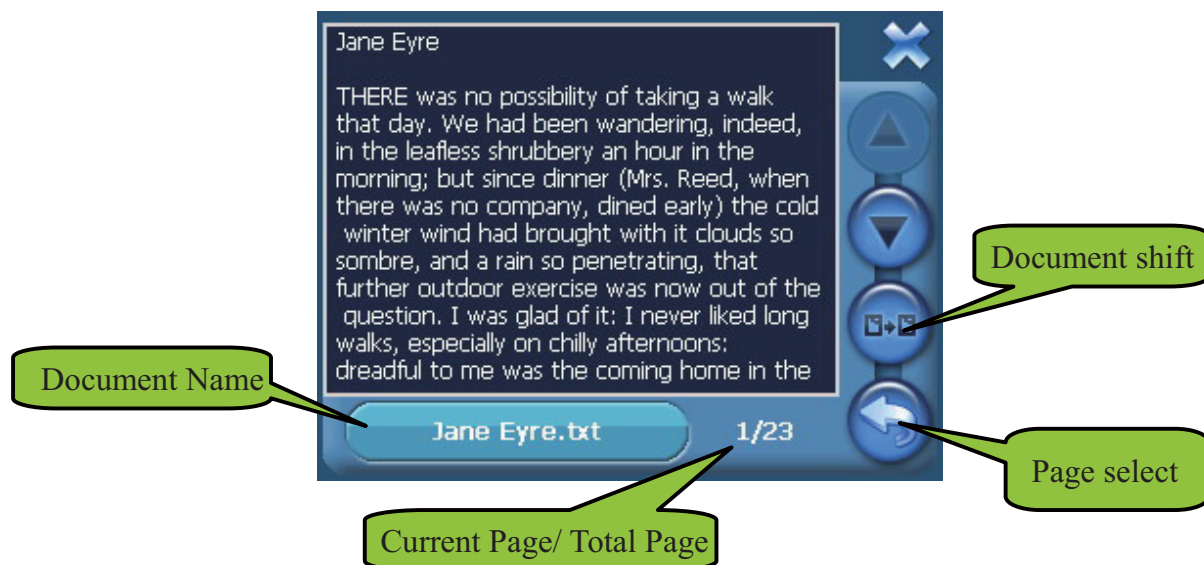 Jane Eyre
THERE was no possibility of taking a walk
that day. We had been wandering, indeed,
in the leafless shrubbery an hour in the
morning; but since dinner (Mrs. Reed, when
there was no company, dined early) the cold
winter wind had brought with it clouds so
sombre, and a rain so penetrating, that
further outdoor exercise was now out of the
question. I was glad of it: I never liked long
walks, especially on chilly afternoons:
dreadful to me was the coming home in the
Document shift
Document Name
Jane Eyre.txt
1/23
Page select
Current Page/ Total Page